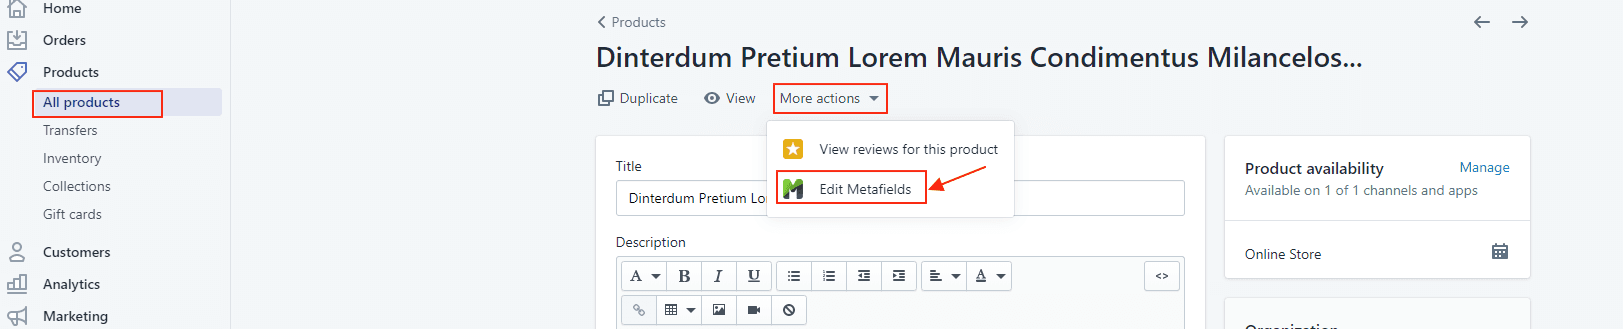 Home
Orders
Products
All products
Transfers
Inventory
Collections
Gift cards
Customers
Analytics
Marketing
Products
Dinterdum Pretium Lorem Mauris Condimentus Milancelos...
Duplicate View More actions
View reviews for this product
Edit Metafields
Title
Dinterdum Pretium Lor
Description
A B I U A <>
Product availability Manage
Available on 1 of 1 channels and apps
Online Store